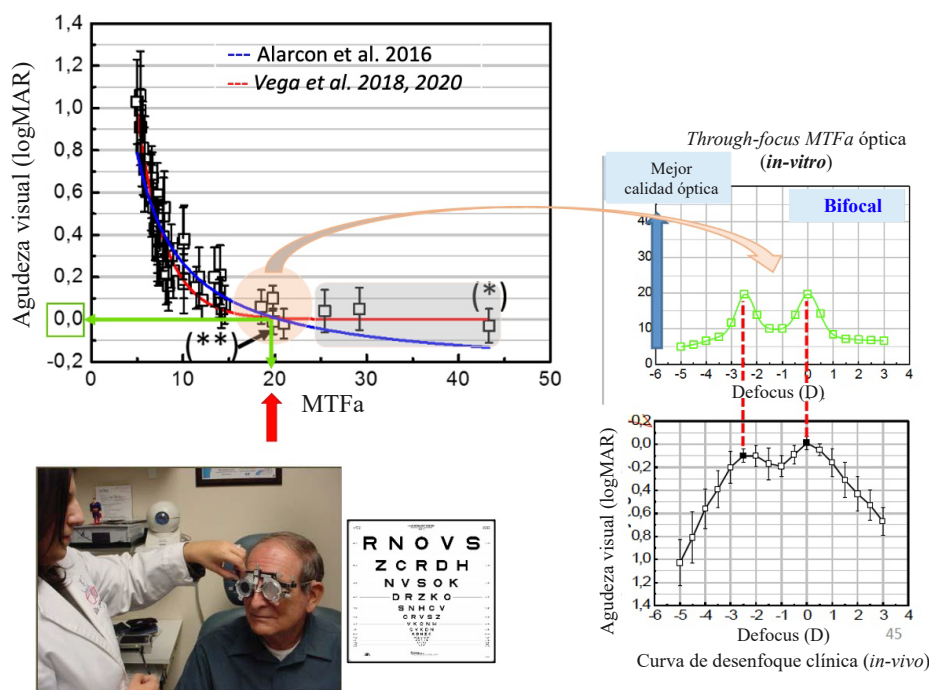 1,4
1,2
1,0
0,8
0,6
0,4
0,2
0,0
-0,2
Agudeza visual (logMAR)
Alarcon et al. 2016
Vega et al. 2018, 2020
(*)
(**)
0 10 20 30 40 50
MTFa
Through-focus MTFa óptica
(in-vitro)
Mejor
calidad óptica
Bifocal
40
30
20
10
0
-6 -5 -4 -3 -2 -1 0 1 2 3 4
Defocus (D)
0,0
0,2
0,4
0,6
0,8
1,0
1,2
1,4
Agudeza visual (logMAR)
-6 -5 -4 -3 -2 -1 0 1 2 3 4
Defocus (D)
45
Curva de desenfoque clínica (in-vivo)
R N O V S
Z C R D H
N V S O K
D R Z K O
S N H C V
C R V S Z